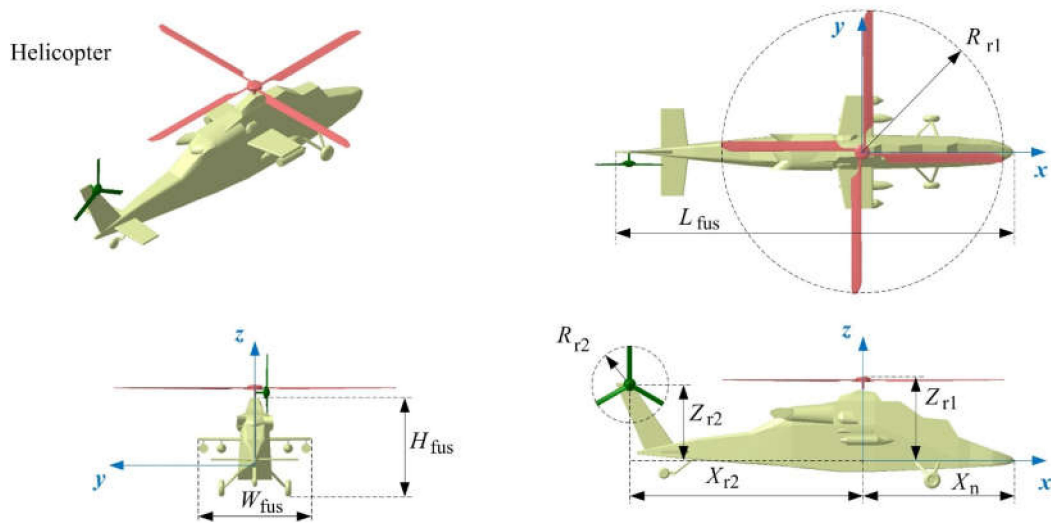 Helicopter
y
R r1
x
L fus
z
H fus
y
W fus
z
R r2
Z r2
Z r1
X r2
X n
x